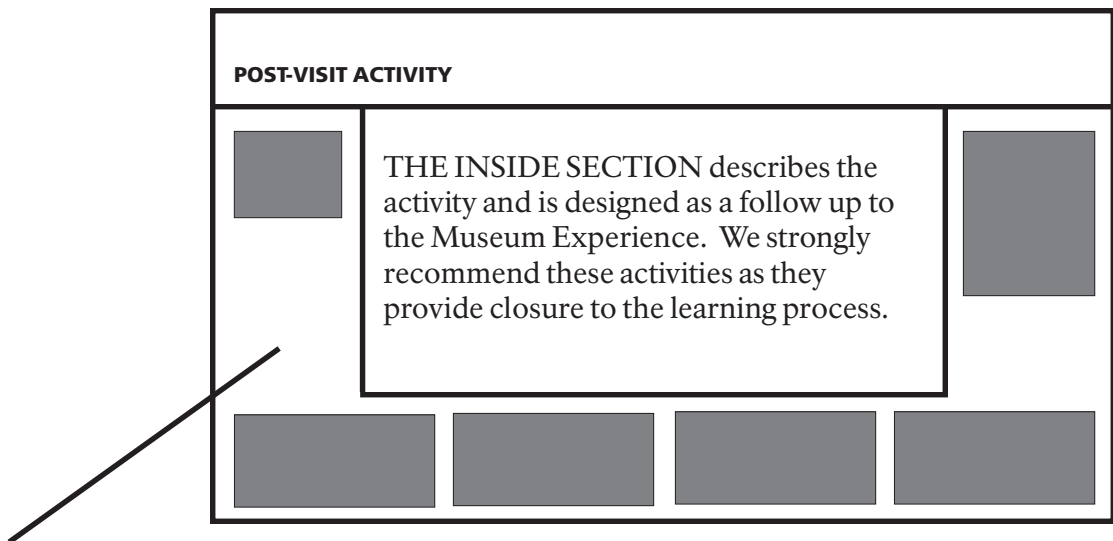 POST-VISIT ACTIVITY
THE INSIDE SECTION describes the
activity and is designed as a follow up to
the Museum Experience.  We strongly
recommend these activities as they
provide closure to the learning process.